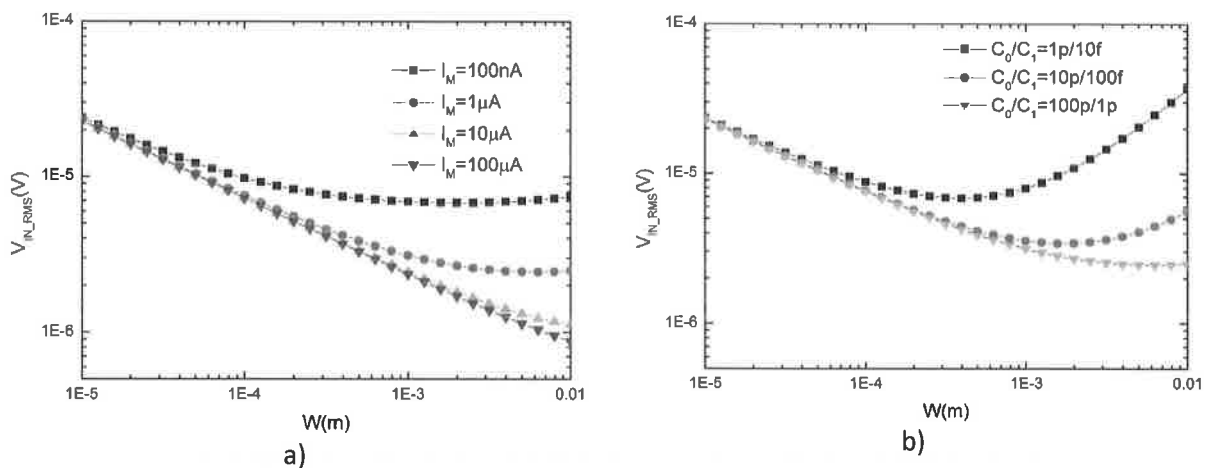 1E-4
1E-5
1E-6
V_IN_RMS(V)
I_M=100nA
I_M=1μA
I_M=10μA
I_M=100μA
1E-5 1E-4 1E-3 0.01
W(m)
a)
1E-4
1E-5
1E-6
V_IN_RMS(V)
C_0/C_1=1p/10f
C_0/C_1=10p/100f
C_0/C_1=100p/1p
1E-5 1E-4 1E-3 0.01
W(m)
b)